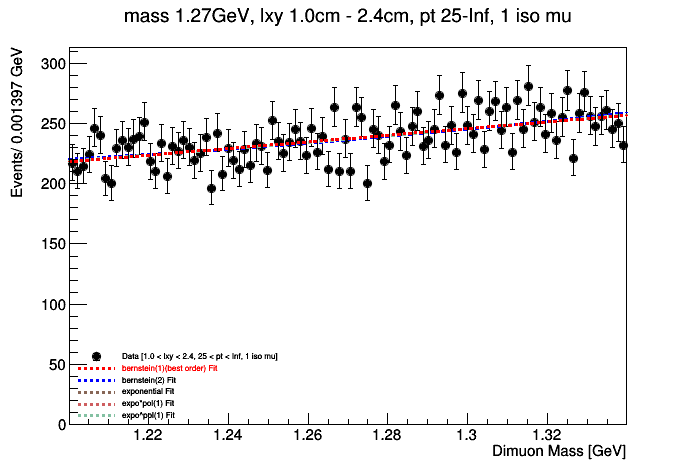 mass 1.27GeV, lxy 1.0cm - 2.4cm, pt 25-Inf, 1 iso mu
Events/ 0.001397 GeV
300
250
200
150
100
50
0
Data [1.0 < lxy < 2.4, 25 < pt < Inf, 1 iso mu]
bernstein(1)(best order) Fit
bernstein(2) Fit
exponential Fit
expo*pol(1) Fit
expo^ppl(1) Fit
1.22 1.24 1.26 1.28 1.3 1.32
Dimuon Mass [GeV]